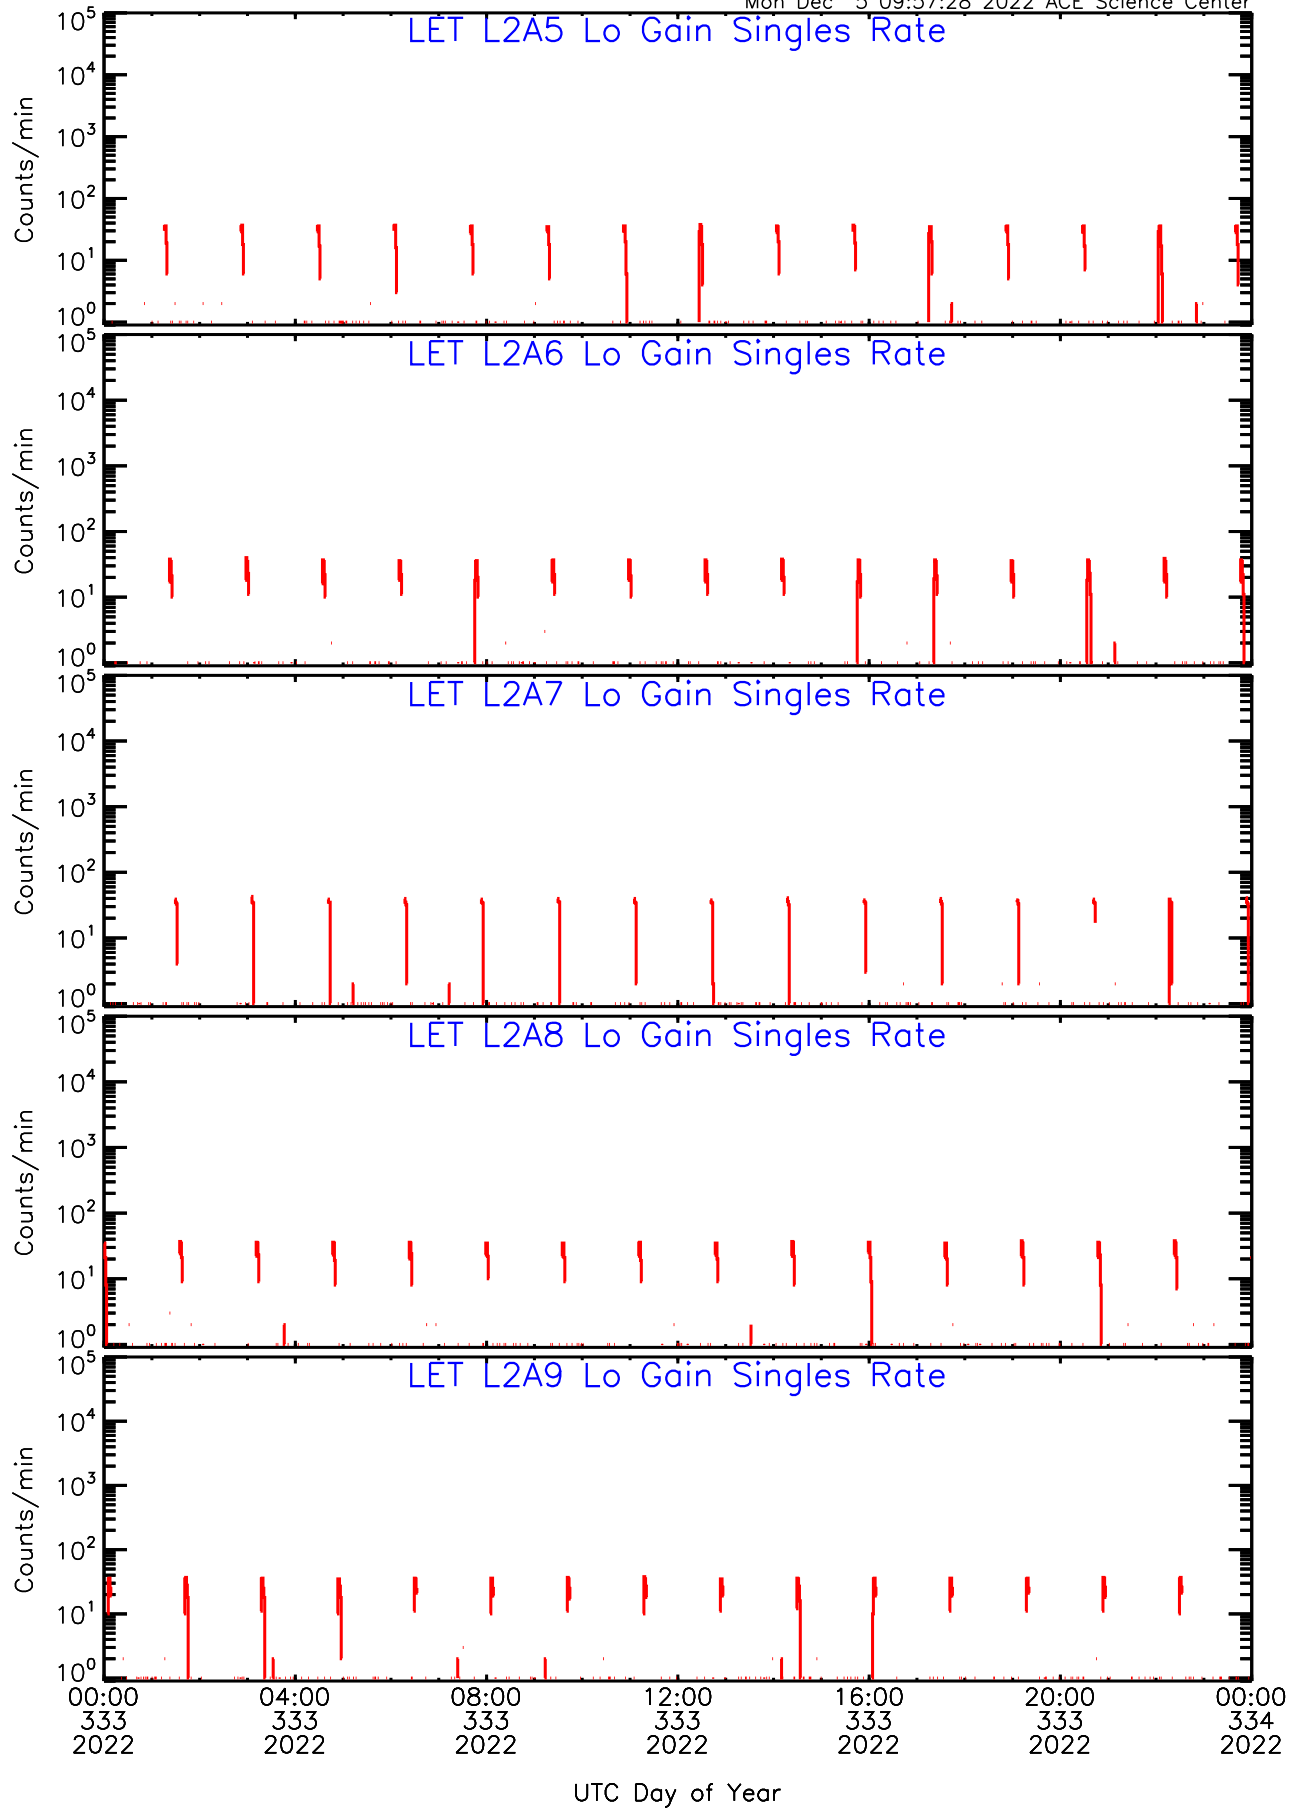 Mon Dec 5 09:57:28 2022 ACE Science Center
LET L2A5 Lo Gain Singles Rate
10^5
10^4
10^3
10^2
10^1
10^0
Counts/min
LET L2A6 Lo Gain Singles Rate
10^5
10^4
10^3
10^2
10^1
10^0
Counts/min
LET L2A7 Lo Gain Singles Rate
10^5
10^4
10^3
10^2
10^1
10^0
Counts/min
LET L2A8 Lo Gain Singles Rate
10^5
10^4
10^3
10^2
10^1
10^0
Counts/min
LET L2A9 Lo Gain Singles Rate
10^5
10^4
10^3
10^2
10^1
10^0
Counts/min
00:00 04:00 08:00 12:00 16:00 20:00 00:00
333 333 333 333 333 333 334
2022 2022 2022 2022 2022 2022 2022
UTC Day of Year